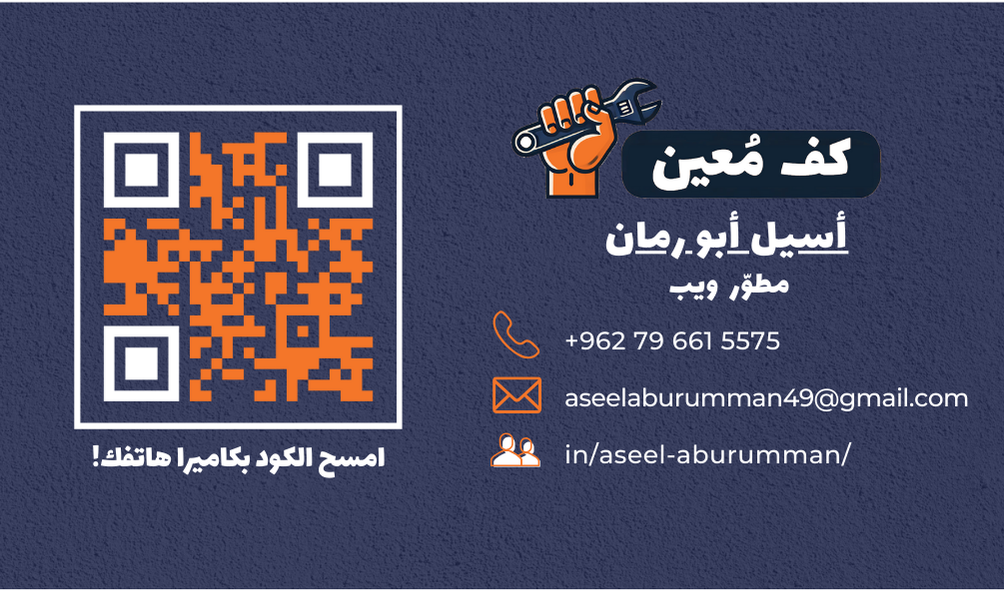 كف مُعين
أسيل أبو رمان
مطوّر ويب
+962 79 661 5575
aseelaburumman49@gmail.com
in/aseel-aburumman/
امسح الكود بكاميرا هاتفك!